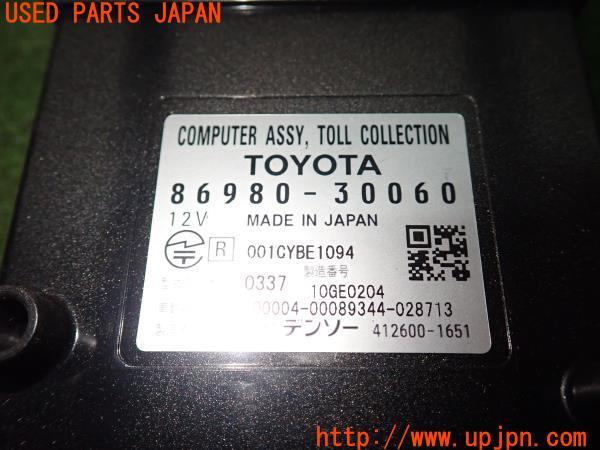 USED PARTS JAPAN
COMPUTER ASSY, TOLL COLLECTION
TOYOTA
86980-30060
12V MADE IN JAPAN
R 001CYBE1094
製造番号
0337 10GE0204
00004-00089344-028713
デンソー 412600-1651
http://www.upjpn.com/